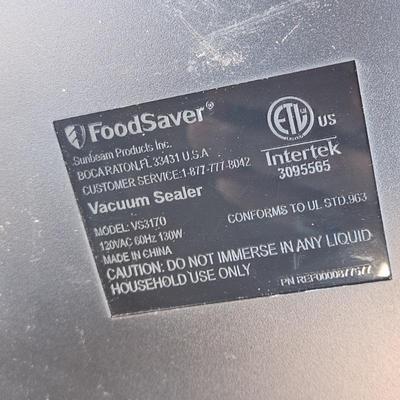 FoodSaver®
Sunbeam Products Inc.
BOCA RATON, FL 33431 U.S.A
CUSTOMER SERVICE:1-877-777-8042
Vacuum Sealer
MODEL: VS3170
120VAC 60Hz 130W
MADE IN CHINA
CAUTION: DO NOT IMMERSE IN ANY LIQUID
HOUSEHOLD USE ONLY
ETL US
Intertek
3095565
CONFORMS TO UL STD.963